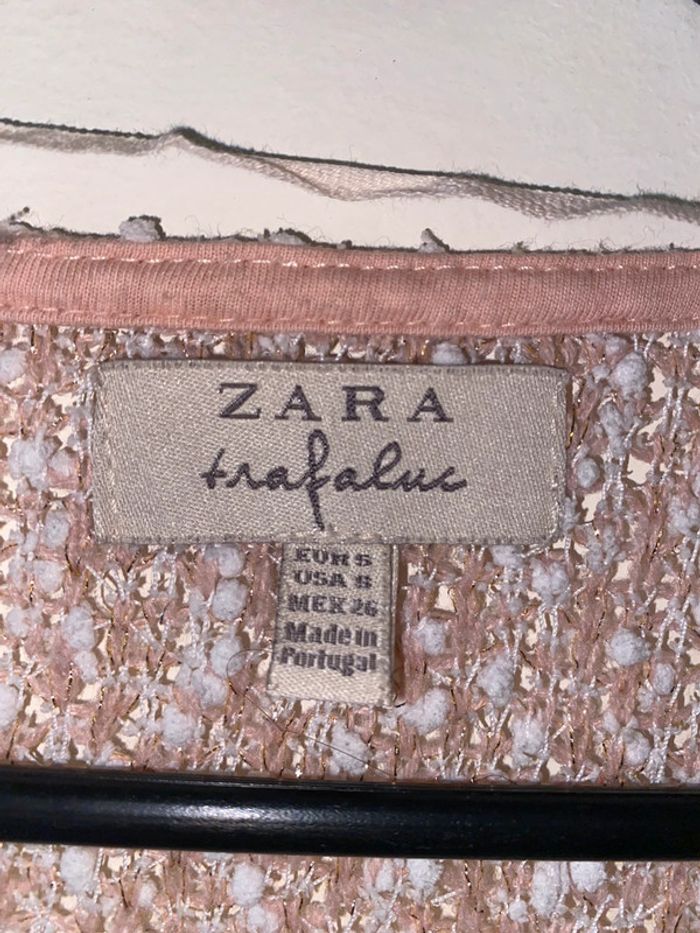 ZARA
trafaluc
EUR S
USA S
MEX 26
Made in
Portugal